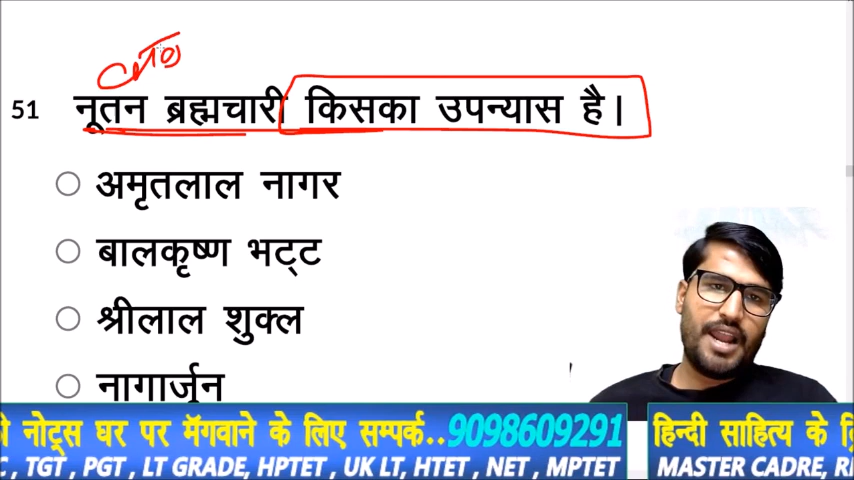 51 नूतन ब्रह्मचारी किसका उपन्यास है।
अमृतलाल नागर
बालकृष्ण भट्ट
श्रीलाल शुक्ल
नागार्जुन
नोट्स घर पर मॅगवाने के लिए सम्पर्क..9098609291 हिन्दी साहित्य के
, TGT, PGT , LT GRADE, HPTET , UK LT, HTET , NET , MPTET MASTER CADRE,